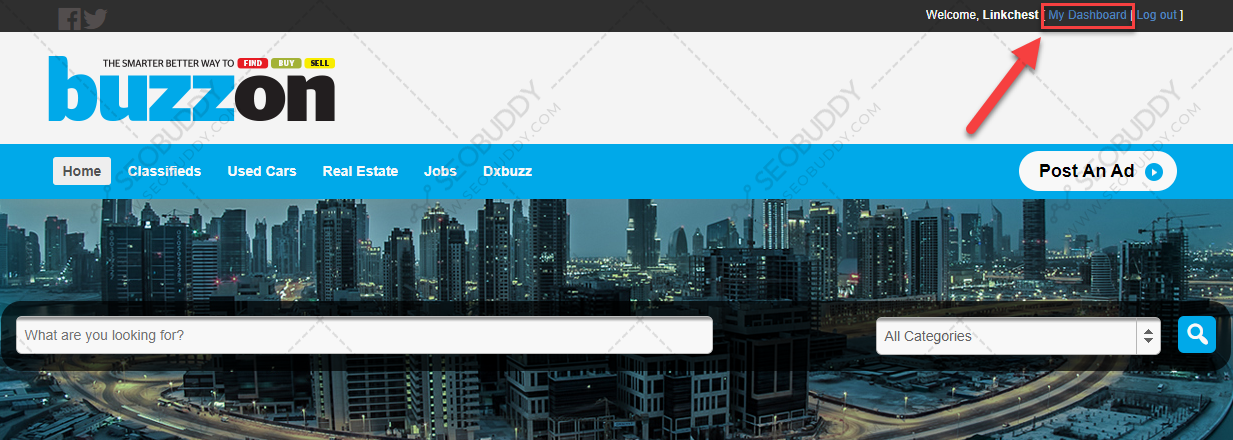 Welcome, Linkchest [ My Dashboard | Log out ]
THE SMARTER BETTER WAY TO FIND BUY SELL
buzzon
Home Classifieds Used Cars Real Estate Jobs Dxbuzz
Post An Ad
What are you looking for?
All Categories
SEOBUDDY
WWW.SEOBUDDY.COM